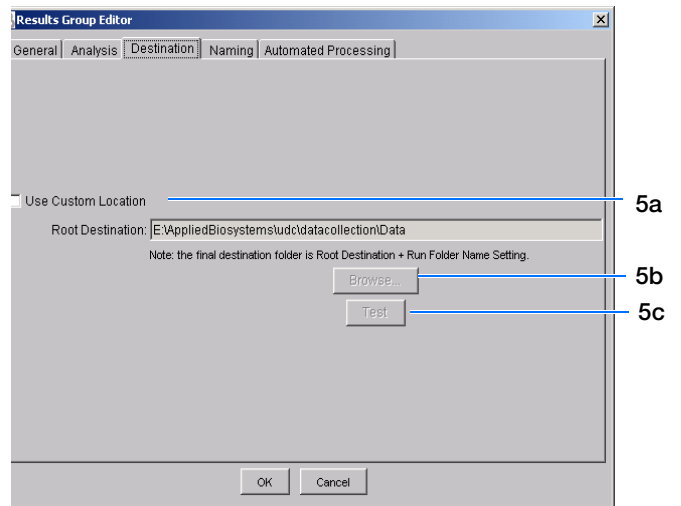 Results Group Editor
General Analysis Destination Naming Automated Processing
Use Custom Location
5a
Root Destination: E:\AppliedBiosystems\udc\datacollection\Data
Note: the final destination folder is Root Destination + Run Folder Name Setting.
Browse...
5b
Test
5c
OK Cancel